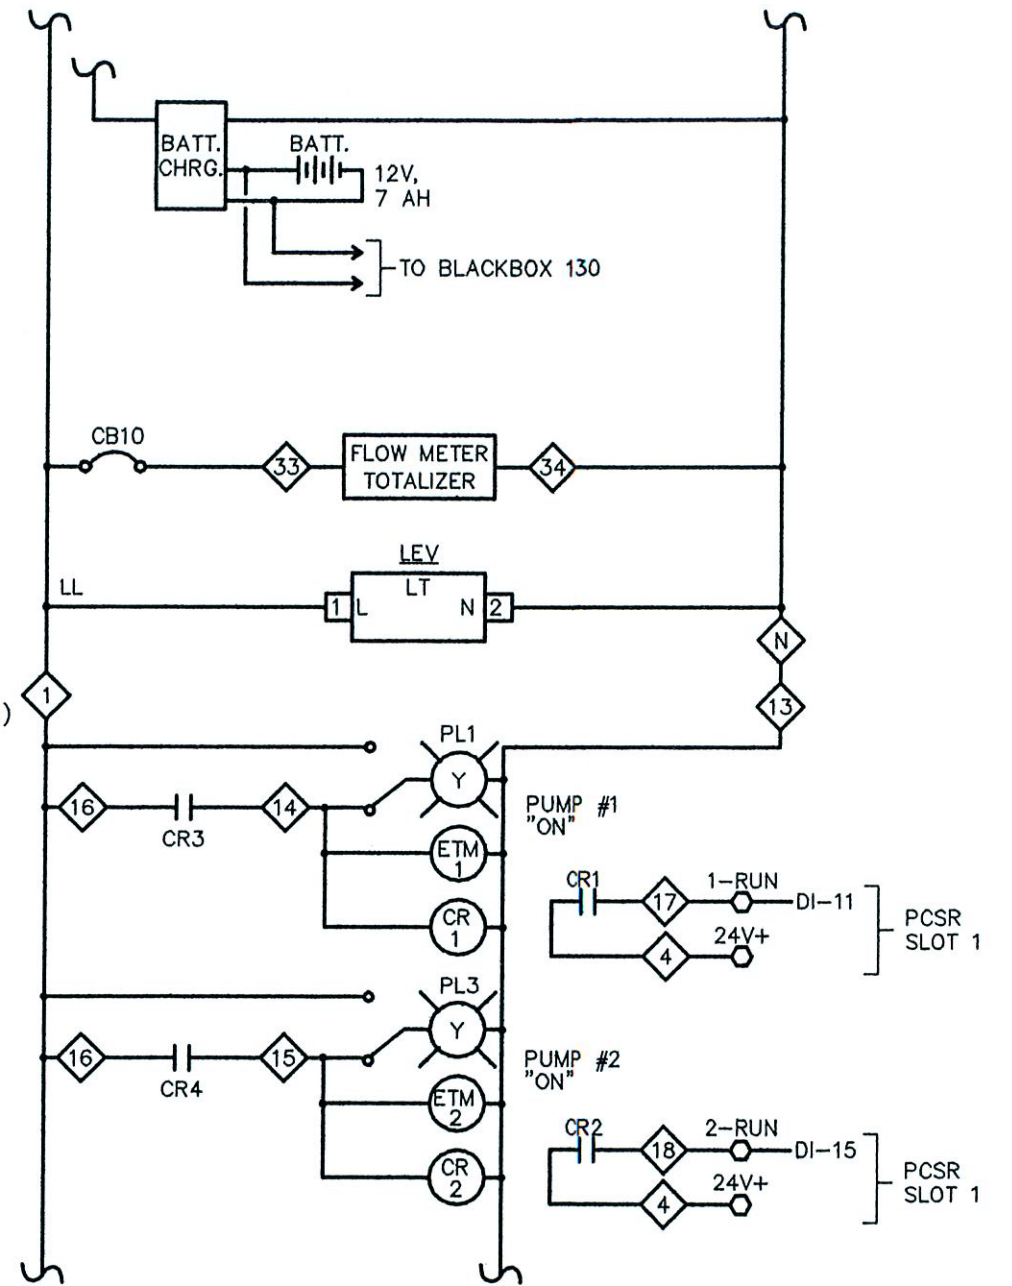 BATT.
CHRG.
BATT.
12V,
7 AH
TO BLACKBOX 130
CB10
33
FLOW METER
TOTALIZER
34
LEV
LL
LT
1 L
N 2
N
1
13
)
PL1
Y
16
CR3
14
PUMP #1
"ON"
ETM
1
CR1
17
1-RUN
DI-11
CR
1
4
24V+
PCSR
SLOT 1
PL3
Y
16
CR4
15
PUMP #2
"ON"
ETM
2
CR2
18
2-RUN
DI-15
CR
2
4
24V+
PCSR
SLOT 1